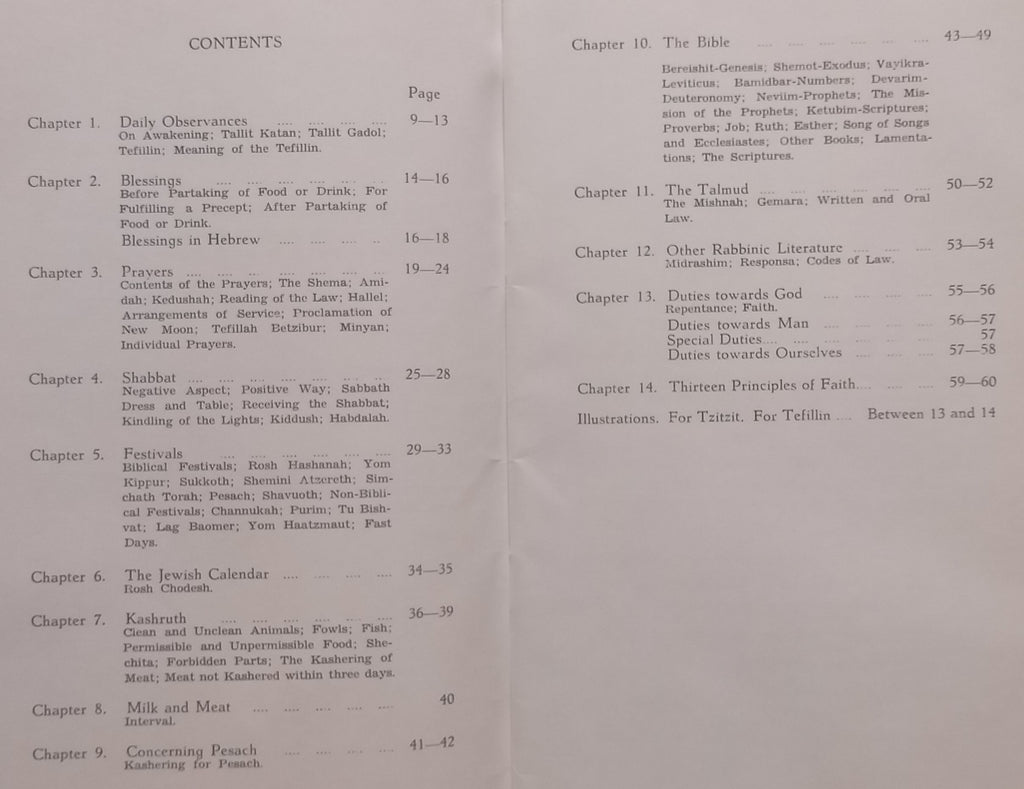 CONTENTS
Page
Chapter 1. Daily Observances .... .... .... .... 9—13
On Awakening; Tallit Katan; Tallit Gadol;
Tefillin; Meaning of the Tefillin.
Chapter 2. Blessings .... .... .... .... .. .. 14—16
Before Partaking of Food or Drink; For
Fulfilling a Precept; After Partaking of
Food or Drink.
Blessings in Hebrew .... .... .... .. 16—18
Chapter 3. Prayers .... .... ... .... .... .... .. 19—24
Contents of the Prayers; The Shema; Ami-
dah; Kedushah; Reading of the Law; Hallel;
Arrangements of Service; Proclamation of
New Moon; Tefillah Betzibur; Minyan;
Individual Prayers.
Chapter 4. Shabbat .... .... .... .... .. .. .. 25—28
Negative Aspect; Positive Way; Sabbath
Dress and Table; Receiving the Shabbat;
Kindling of the Lights; Kiddush; Habdalah.
Chapter 5. Festivals .... .... .... .... .... .... 29—33
Biblical Festivals; Rosh Hashanah; Yom
Kippur; Sukkoth; Shemini Atzereth; Sim-
chath Torah; Pesach; Shavuoth; Non-Bibli-
cal Festivals; Channukah; Purim; Tu Bish-
vat; Lag Baomer; Yom Haatzmaut; Fast
Days.
Chapter 6. The Jewish Calendar .... .... .... .... 34—35
Rosh Chodesh.
Chapter 7. Kashruth .... .... .... .... .... .... 36—39
Clean and Unclean Animals; Fowls; Fish;
Permissible and Unpermissible Food; She-
chita; Forbidden Parts; The Kashering of
Meat; Meat not Kashered within three days.
Chapter 8. Milk and Meat .... .... .... .... .... 40
Interval.
Chapter 9. Concerning Pesach .... .... .... .... 41—42
Kashering for Pesach.
Chapter 10. The Bible .... .... .... .... .... .... 43—49
Bereishit-Genesis; Shemot-Exodus; Vayikra-
Leviticus; Bamidbar-Numbers; Devarim-
Deuteronomy; Neviim-Prophets; The Mis-
sion of the Prophets; Ketubim-Scriptures;
Proverbs; Job; Ruth; Esther; Song of Songs
and Ecclesiastes; Other Books; Lamenta-
tions; The Scriptures.
Chapter 11. The Talmud .... .... .... .... .... .... 50—52
The Mishnah; Gemara; Written and Oral
Law.
Chapter 12. Other Rabbinic Literature .... .... .... 53—54
Midrashim; Responsa; Codes of Law.
Chapter 13. Duties towards God .... .... .... .... 55—56
Repentance; Faith.
Duties towards Man .... .... .... .... 56—57
Special Duties.... .... .... .... .... 57
Duties towards Ourselves .... .... .... 57—58
Chapter 14. Thirteen Principles of Faith.... .... .... 59—60
Illustrations. For Tzitzit. For Tefillin .... Between 13 and 14